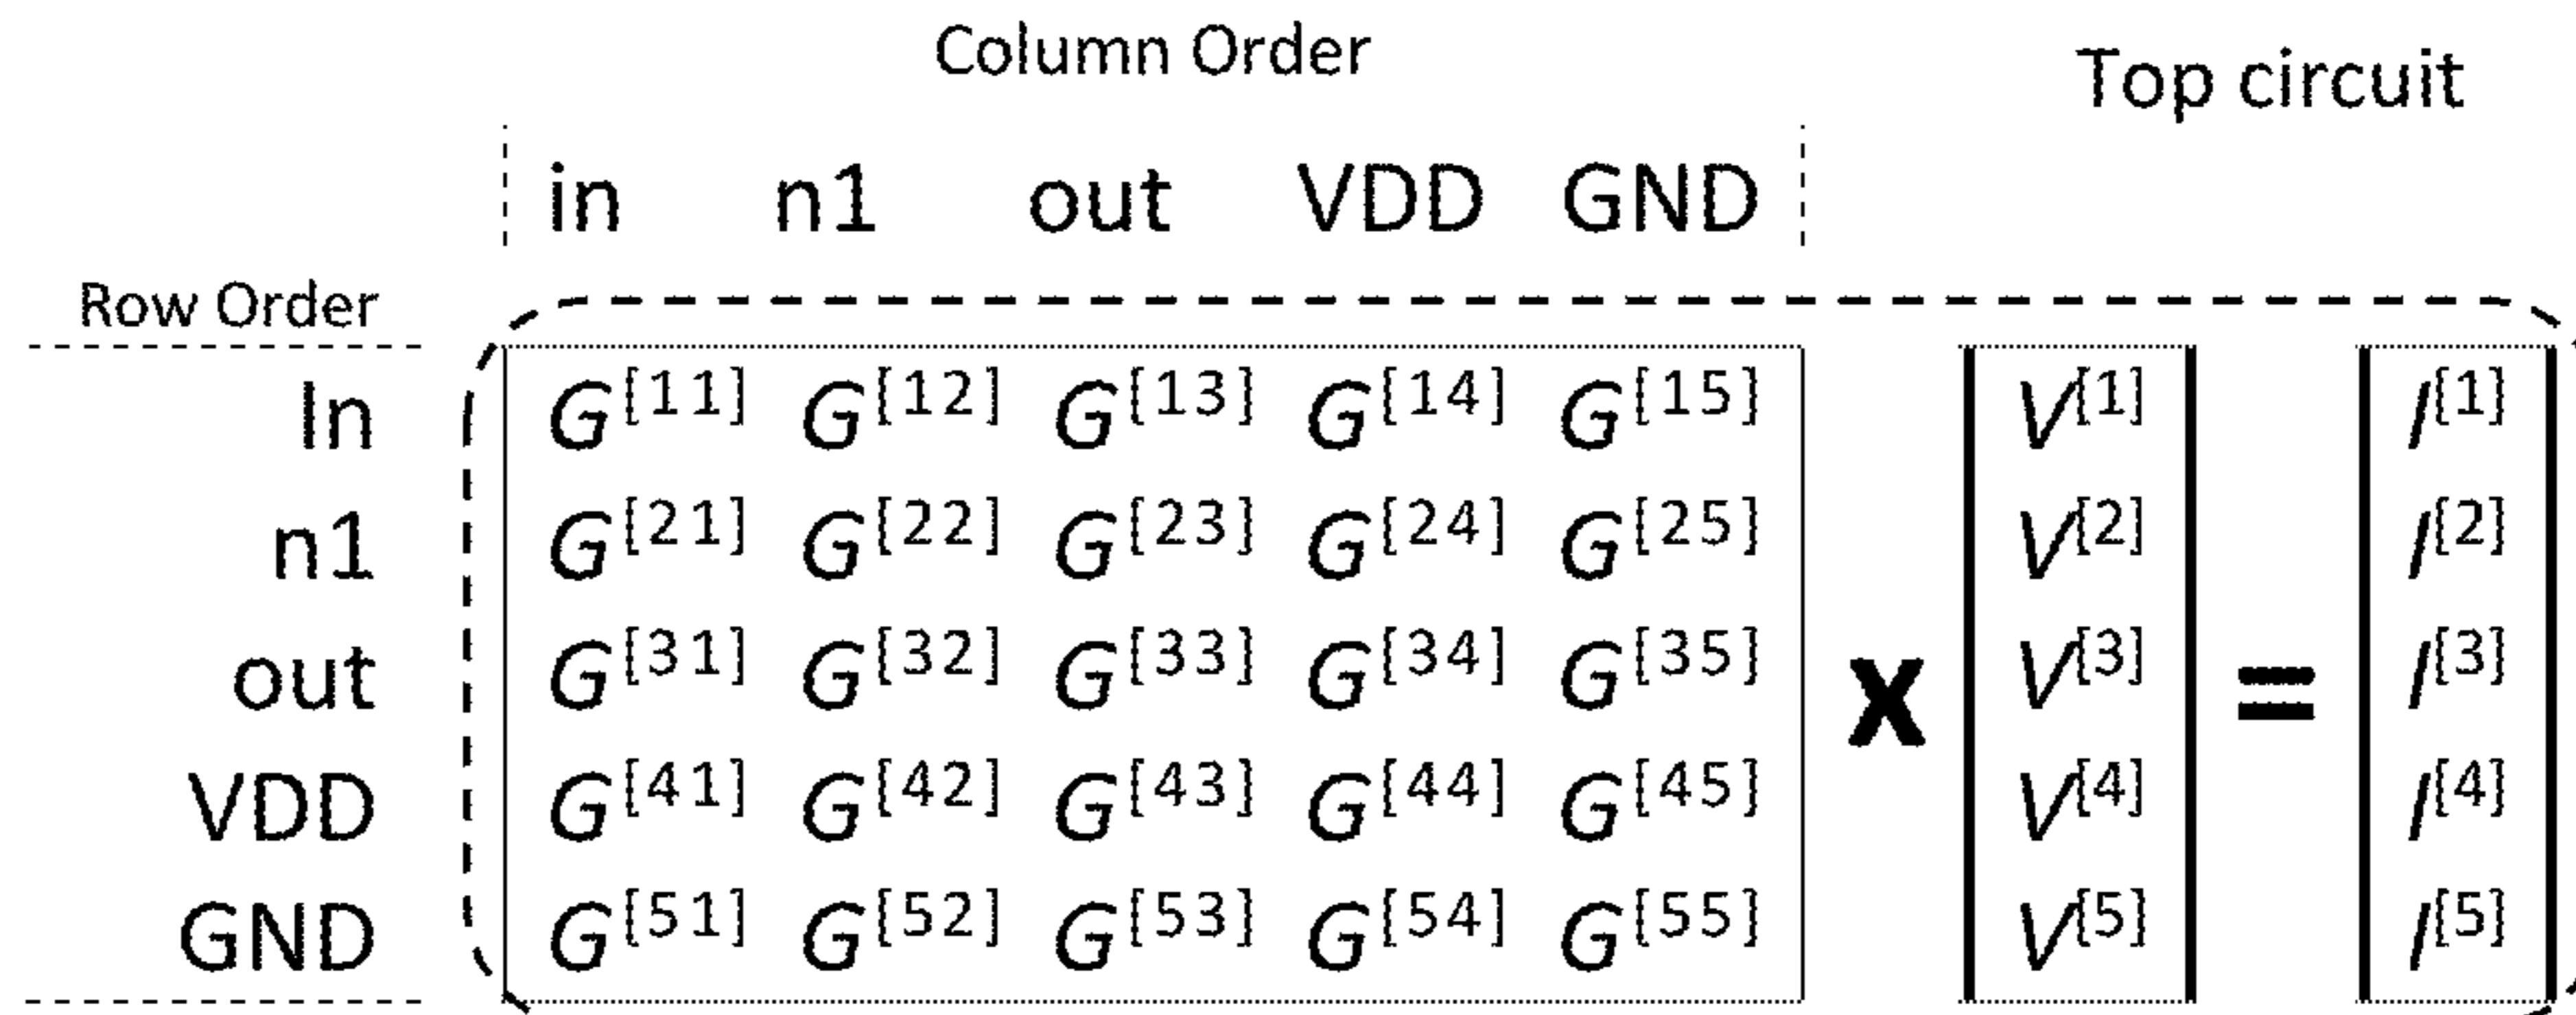 Column Order
Top circuit
in n1 out VDD GND
Row Order
In G[11] G[12] G[13] G[14] G[15] V[1] I[1]
n1 G[21] G[22] G[23] G[24] G[25] V[2] I[2]
out G[31] G[32] G[33] G[34] G[35] x V[3] = I[3]
VDD G[41] G[42] G[43] G[44] G[45] V[4] I[4]
GND G[51] G[52] G[53] G[54] G[55] V[5] I[5]